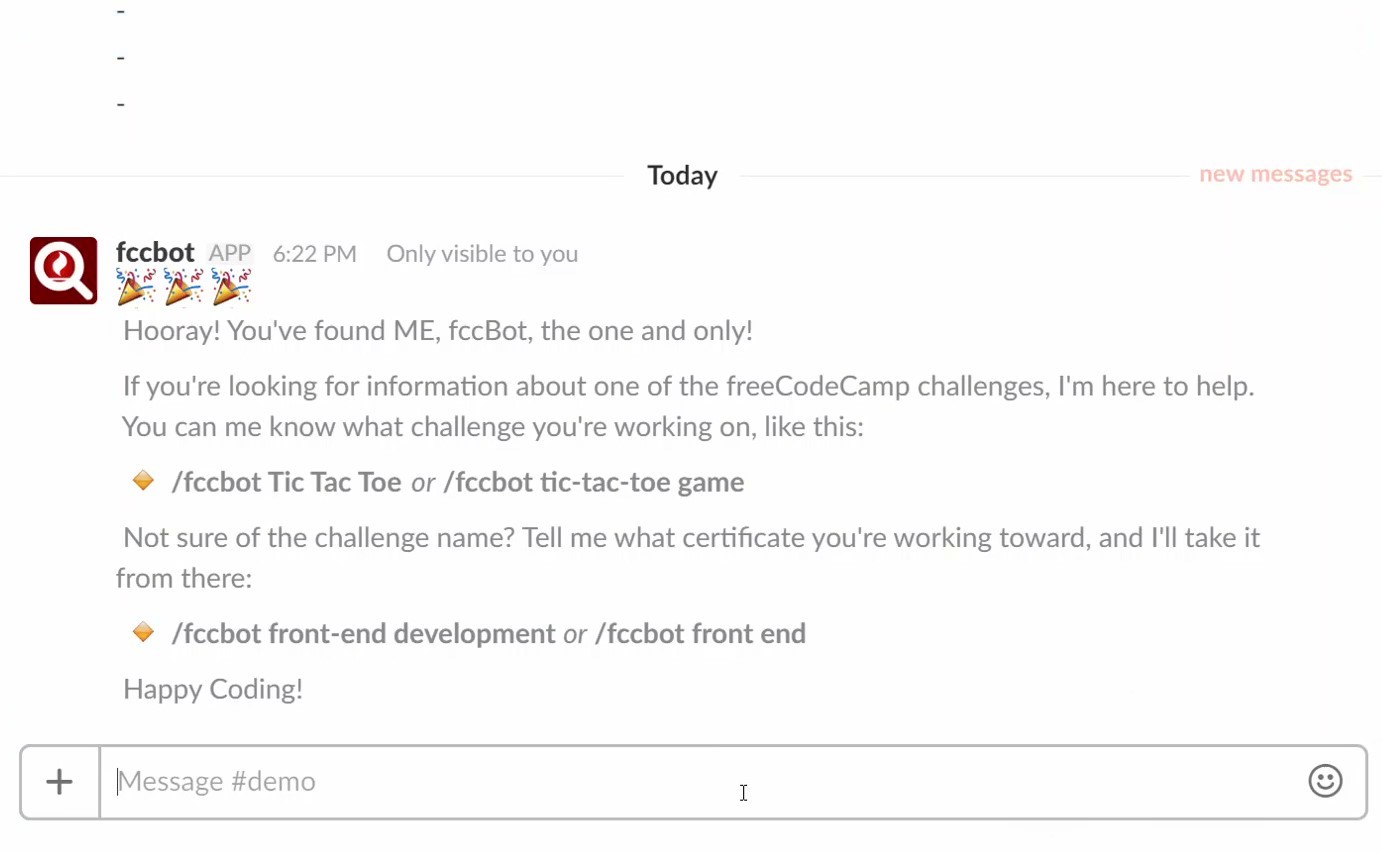 -
-
-
Today
new messages
fccbot APP 6:22 PM Only visible to you
Hooray! You've found ME, fccBot, the one and only!
If you're looking for information about one of the freeCodeCamp challenges, I'm here to help.
You can me know what challenge you're working on, like this:
/fccbot Tic Tac Toe or /fccbot tic-tac-toe game
Not sure of the challenge name? Tell me what certificate you're working toward, and I'll take it
from there:
/fccbot front-end development or /fccbot front end
Happy Coding!
Message #demo